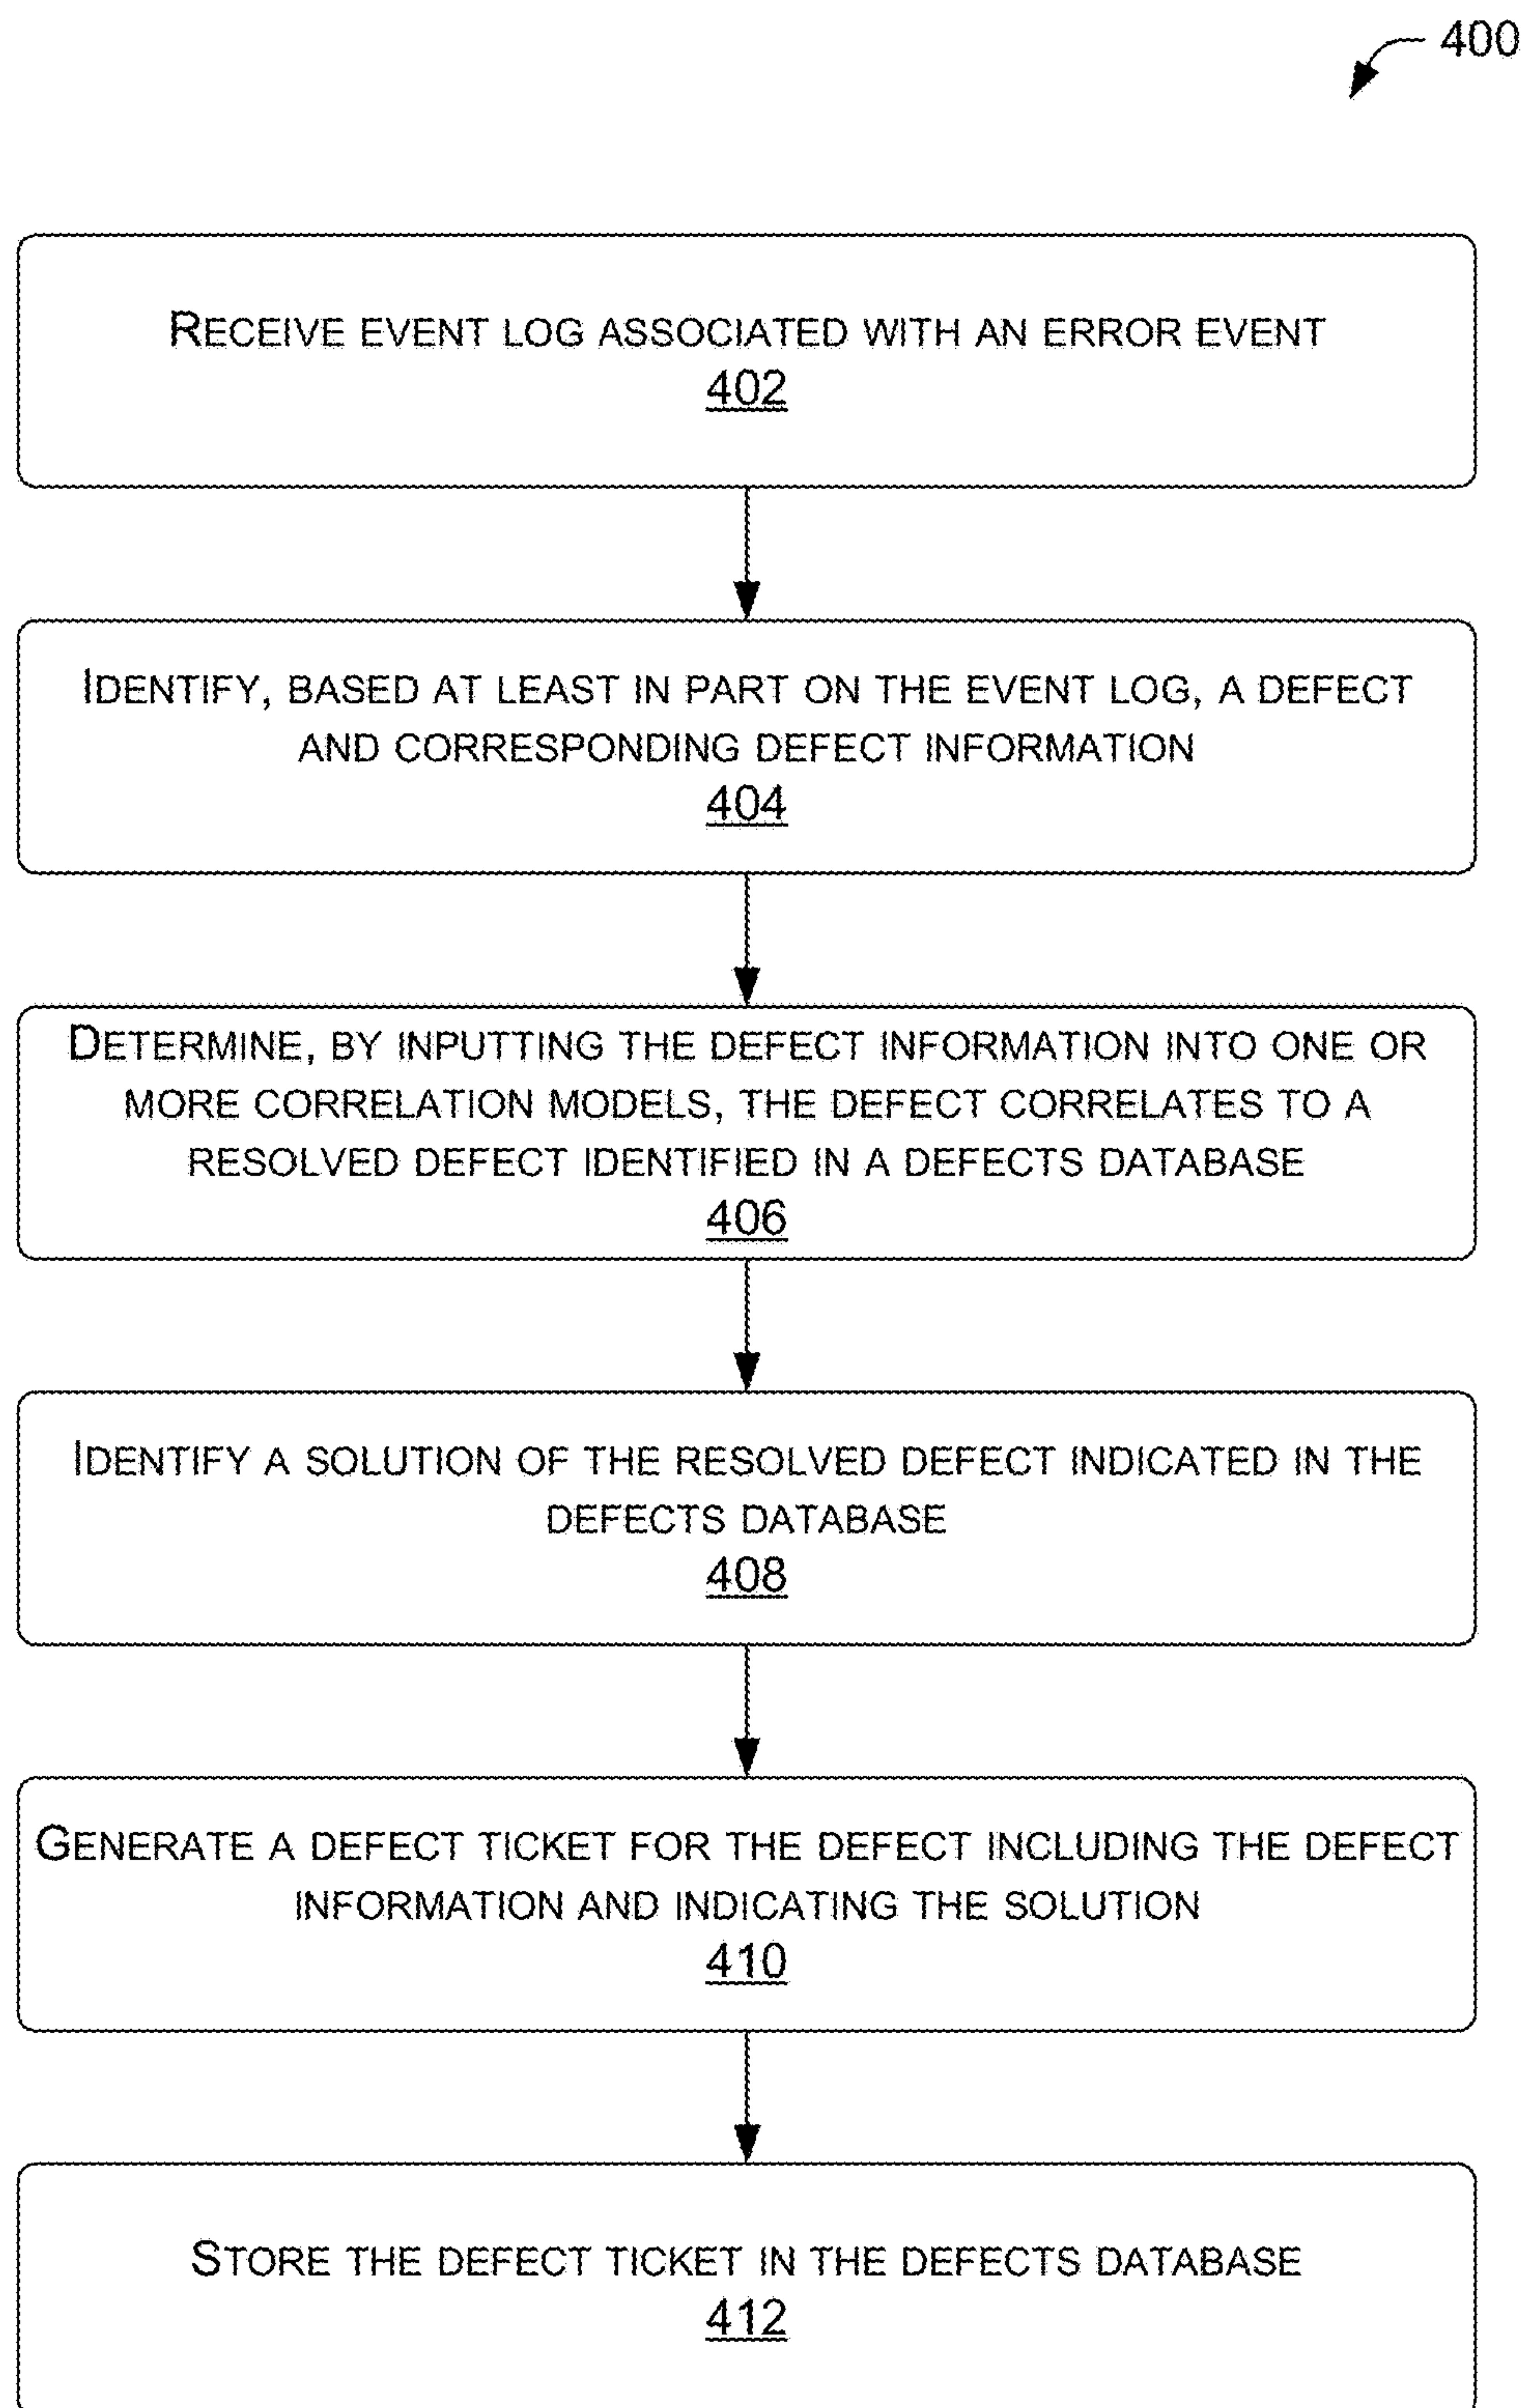 400
RECEIVE EVENT LOG ASSOCIATED WITH AN ERROR EVENT
402
IDENTIFY, BASED AT LEAST IN PART ON THE EVENT LOG, A DEFECT
AND CORRESPONDING DEFECT INFORMATION
404
DETERMINE, BY INPUTTING THE DEFECT INFORMATION INTO ONE OR
MORE CORRELATION MODELS, THE DEFECT CORRELATES TO A
RESOLVED DEFECT IDENTIFIED IN A DEFECTS DATABASE
406
IDENTIFY A SOLUTION OF THE RESOLVED DEFECT INDICATED IN THE
DEFECTS DATABASE
408
GENERATE A DEFECT TICKET FOR THE DEFECT INCLUDING THE DEFECT
INFORMATION AND INDICATING THE SOLUTION
410
STORE THE DEFECT TICKET IN THE DEFECTS DATABASE
412